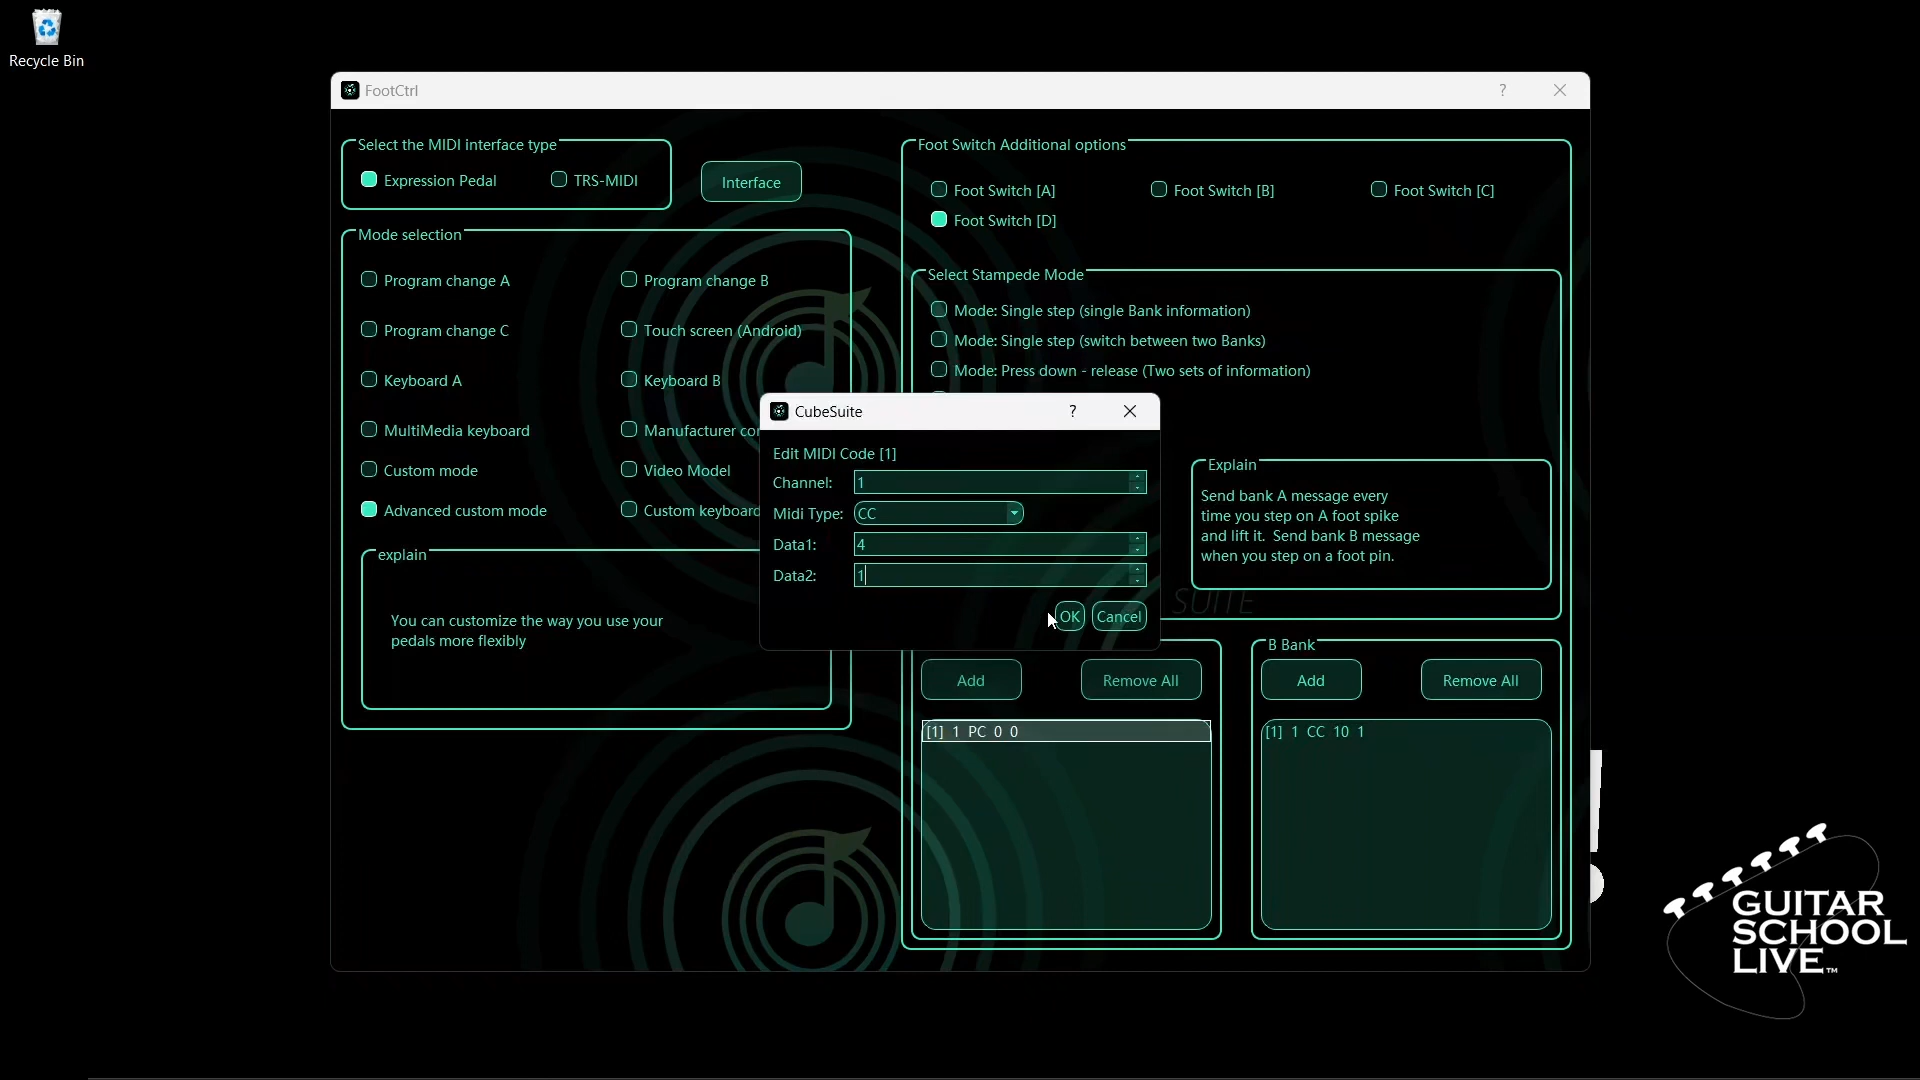 Recycle Bin
FootCtrl
?
Select the MIDI interface type
Expression Pedal
TRS-MIDI
Interface
Mode selection
Program change A
Program change B
Program change C
Touch screen (Android)
Keyboard A
Keyboard B
MultiMedia keyboard
Manufacturer
Custom mode
Video Model
Advanced custom mode
Custom keyboard
explain
You can customize the way you use your
pedals more flexibly
Foot Switch Additional options
Foot Switch [A]
Foot Switch [B]
Foot Switch [C]
Foot Switch [D]
Select Stampede Mode
Mode: Single step (single Bank information)
Mode: Single step (switch between two Banks)
Mode: Press down - release (Two sets of information)
CubeSuite
?
Edit MIDI Code [1]
Channel:
1
Midi Type:
CC
Data1:
4
Data2:
1
OK
Cancel
Explain
Send bank A message every
time you step on A foot spike
and lift it. Send bank B message
when you step on a foot pin.
SUITE
Add
Remove All
[1] 1 PC 0 0
B Bank
Add
Remove All
[1] 1 CC 10 1
GUITAR
SCHOOL
LIVE™